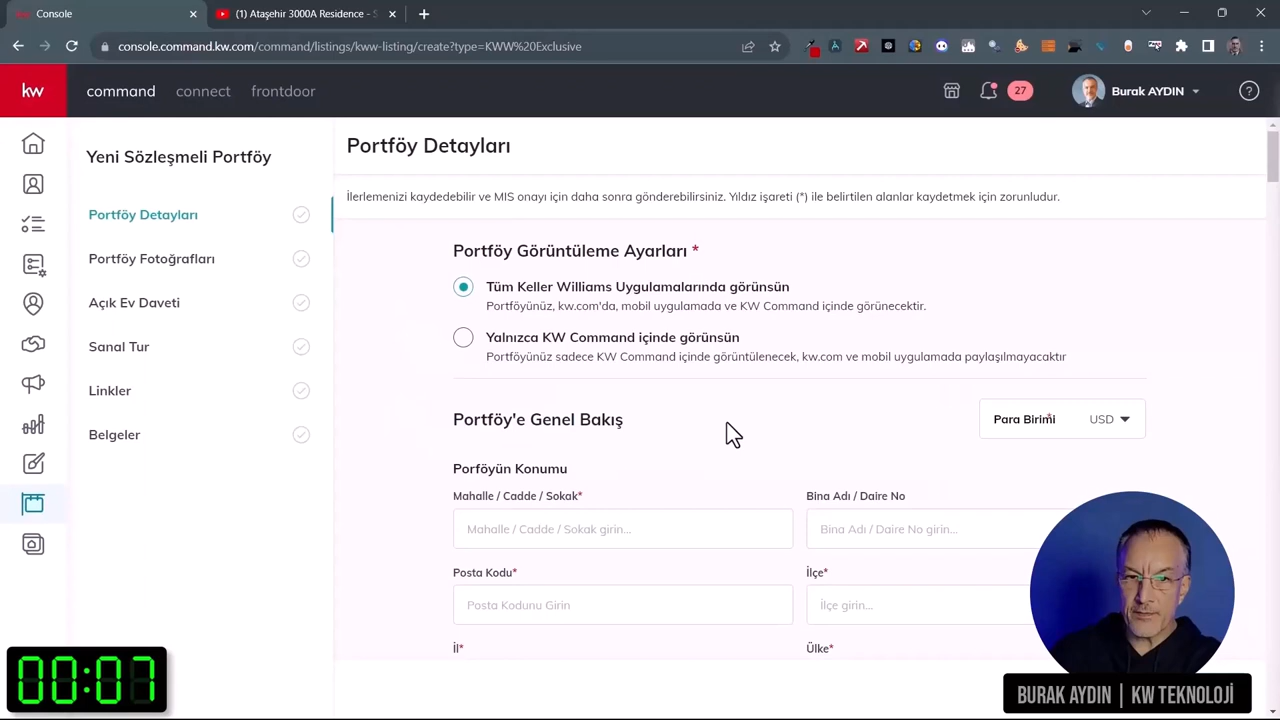 Console
(1) Ataşehir 3000A Residence - S
console.command.kw.com/command/listings/kww-listing/create?type=KWW%20Exclusive
kw
command
connect
frontdoor
27
Burak AYDIN
Yeni Sözleşmeli Portföy
Portföy Detayları
Portföy Fotoğrafları
Açık Ev Daveti
Sanal Tur
Linkler
Belgeler
Portföy Detayları
İlerlemenizi kaydedebilir ve MIS onayı için daha sonra gönderebilirsiniz. Yıldız işareti (*) ile belirtilen alanlar kaydetmek için zorunludur.
Portföy Görüntüleme Ayarları *
Tüm Keller Williams Uygulamalarında görünsün
Portföyünüz, kw.com'da, mobil uygulamada ve KW Command içinde görünecektir.
Yalnızca KW Command içinde görünsün
Portföyünüz sadece KW Command içinde görüntülenecek, kw.com ve mobil uygulamada paylaşılmayacaktır
Portföy'e Genel Bakış
Para Birimi*
USD
Porföyün Konumu
Mahalle / Cadde / Sokak*
Bina Adı / Daire No
Mahalle / Cadde / Sokak girin...
Bina Adı / Daire No girin...
Posta Kodu*
İlçe*
Posta Kodunu Girin
İlçe girin...
İl*
Ülke*
00:07
BURAK AYDIN | KW TEKNOLOJİ